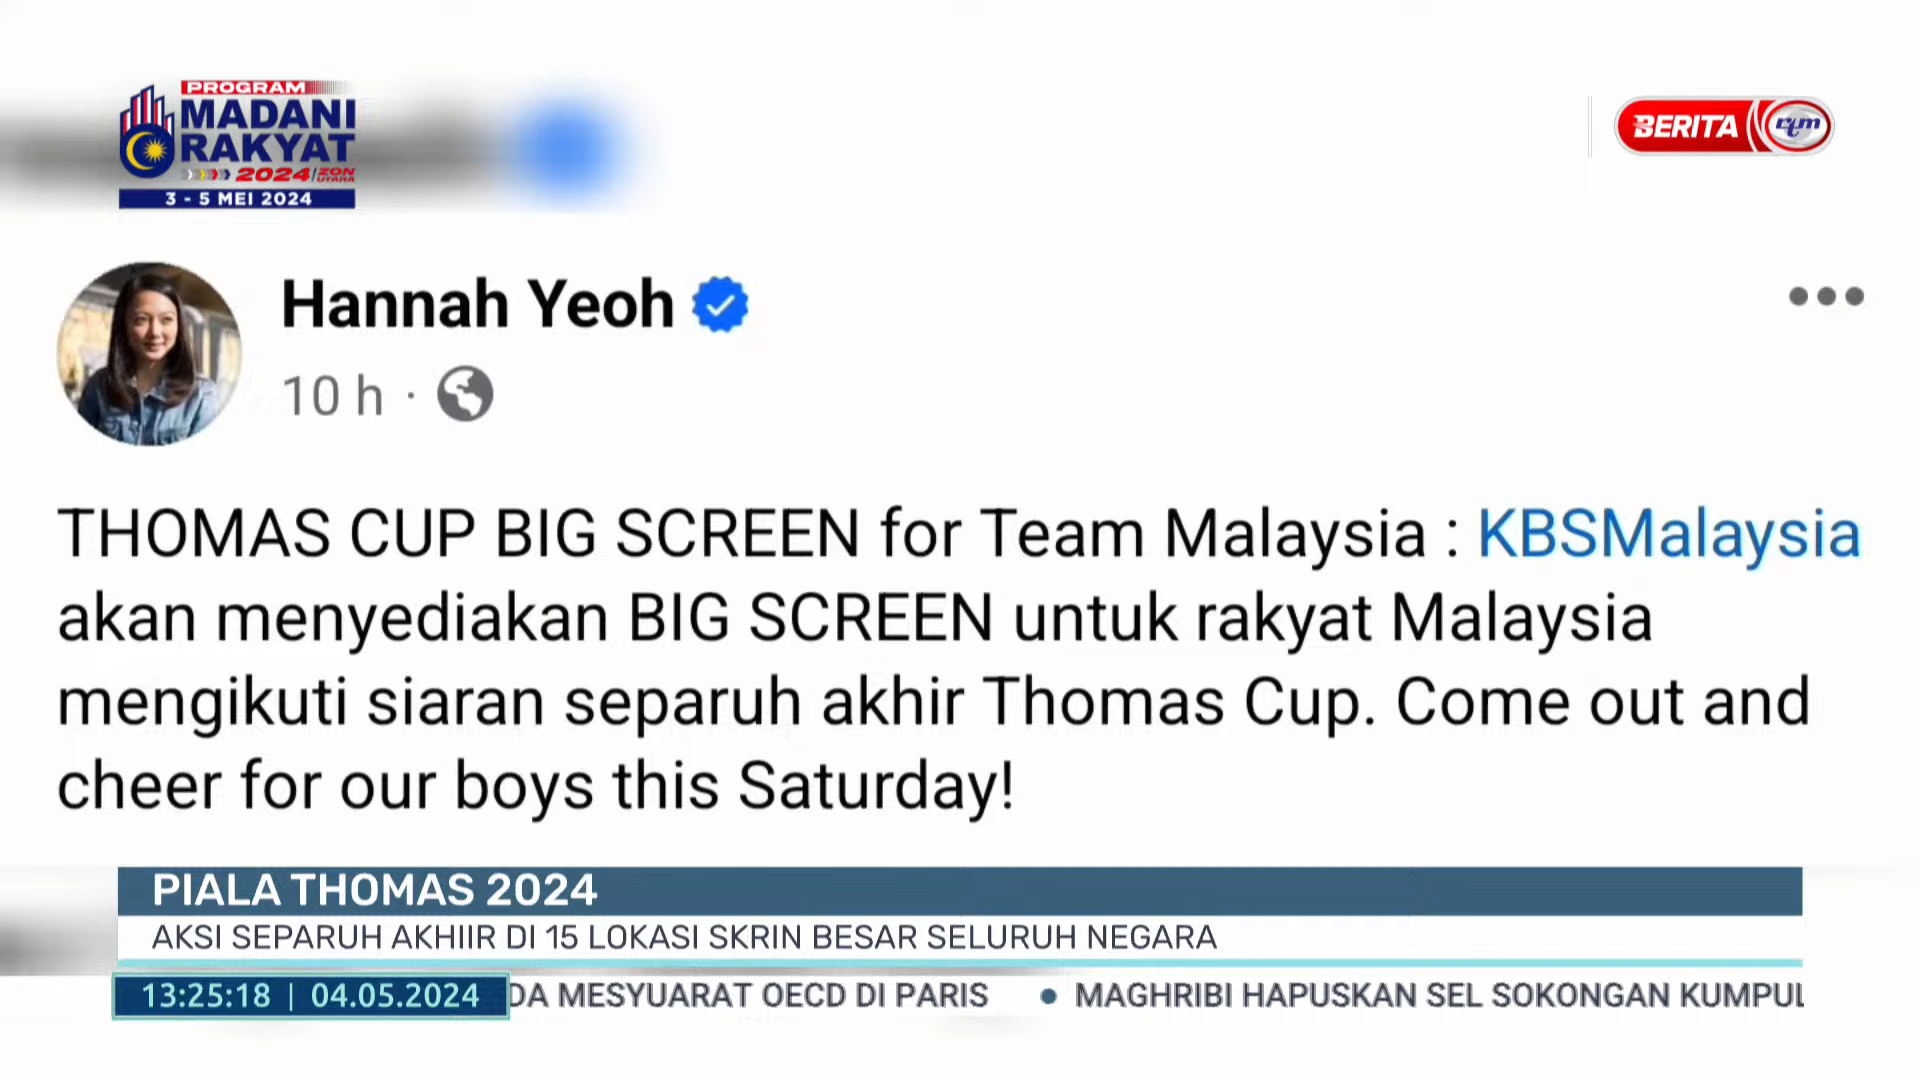 PROGRAM
MADANI
RAKYAT
2024/ZON UTARA
3 - 5 MEI 2024
BERITA rtm
Hannah Yeoh
10 h ·
THOMAS CUP BIG SCREEN for Team Malaysia : KBSMalaysia
akan menyediakan BIG SCREEN untuk rakyat Malaysia
mengikuti siaran separuh akhir Thomas Cup. Come out and
cheer for our boys this Saturday!
PIALA THOMAS 2024
AKSI SEPARUH AKHIIR DI 15 LOKASI SKRIN BESAR SELURUH NEGARA
13:25:18 | 04.05.2024 DA MESYUARAT OECD DI PARIS • MAGHRIBI HAPUSKAN SEL SOKONGAN KUMPUL